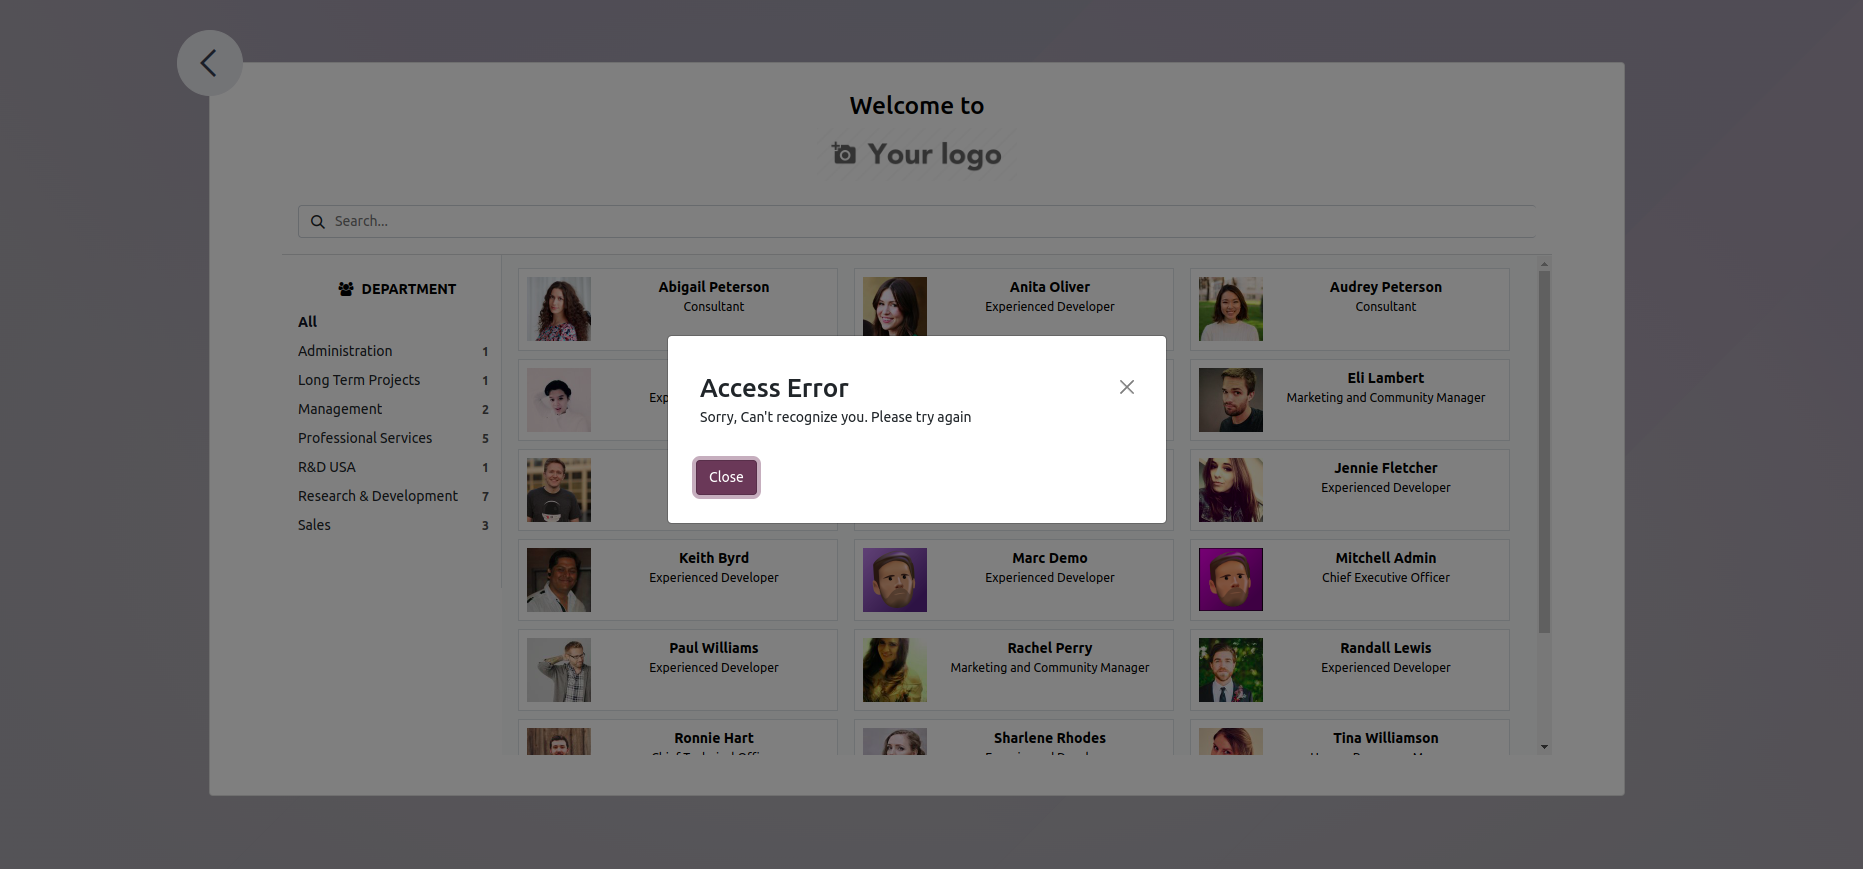 Welcome to
Your logo
Search...
DEPARTMENT
All
Administration 1
Long Term Projects 1
Management 2
Professional Services 5
R&D USA 1
Research & Development 7
Sales 3
Abigail Peterson
Consultant
Anita Oliver
Experienced Developer
Audrey Peterson
Consultant
Exp
Eli Lambert
Marketing and Community Manager
Access Error
Sorry, Can't recognize you. Please try again
Close
Jennie Fletcher
Experienced Developer
Keith Byrd
Experienced Developer
Marc Demo
Experienced Developer
Mitchell Admin
Chief Executive Officer
Paul Williams
Experienced Developer
Rachel Perry
Marketing and Community Manager
Randall Lewis
Experienced Developer
Ronnie Hart
Sharlene Rhodes
Tina Williamson